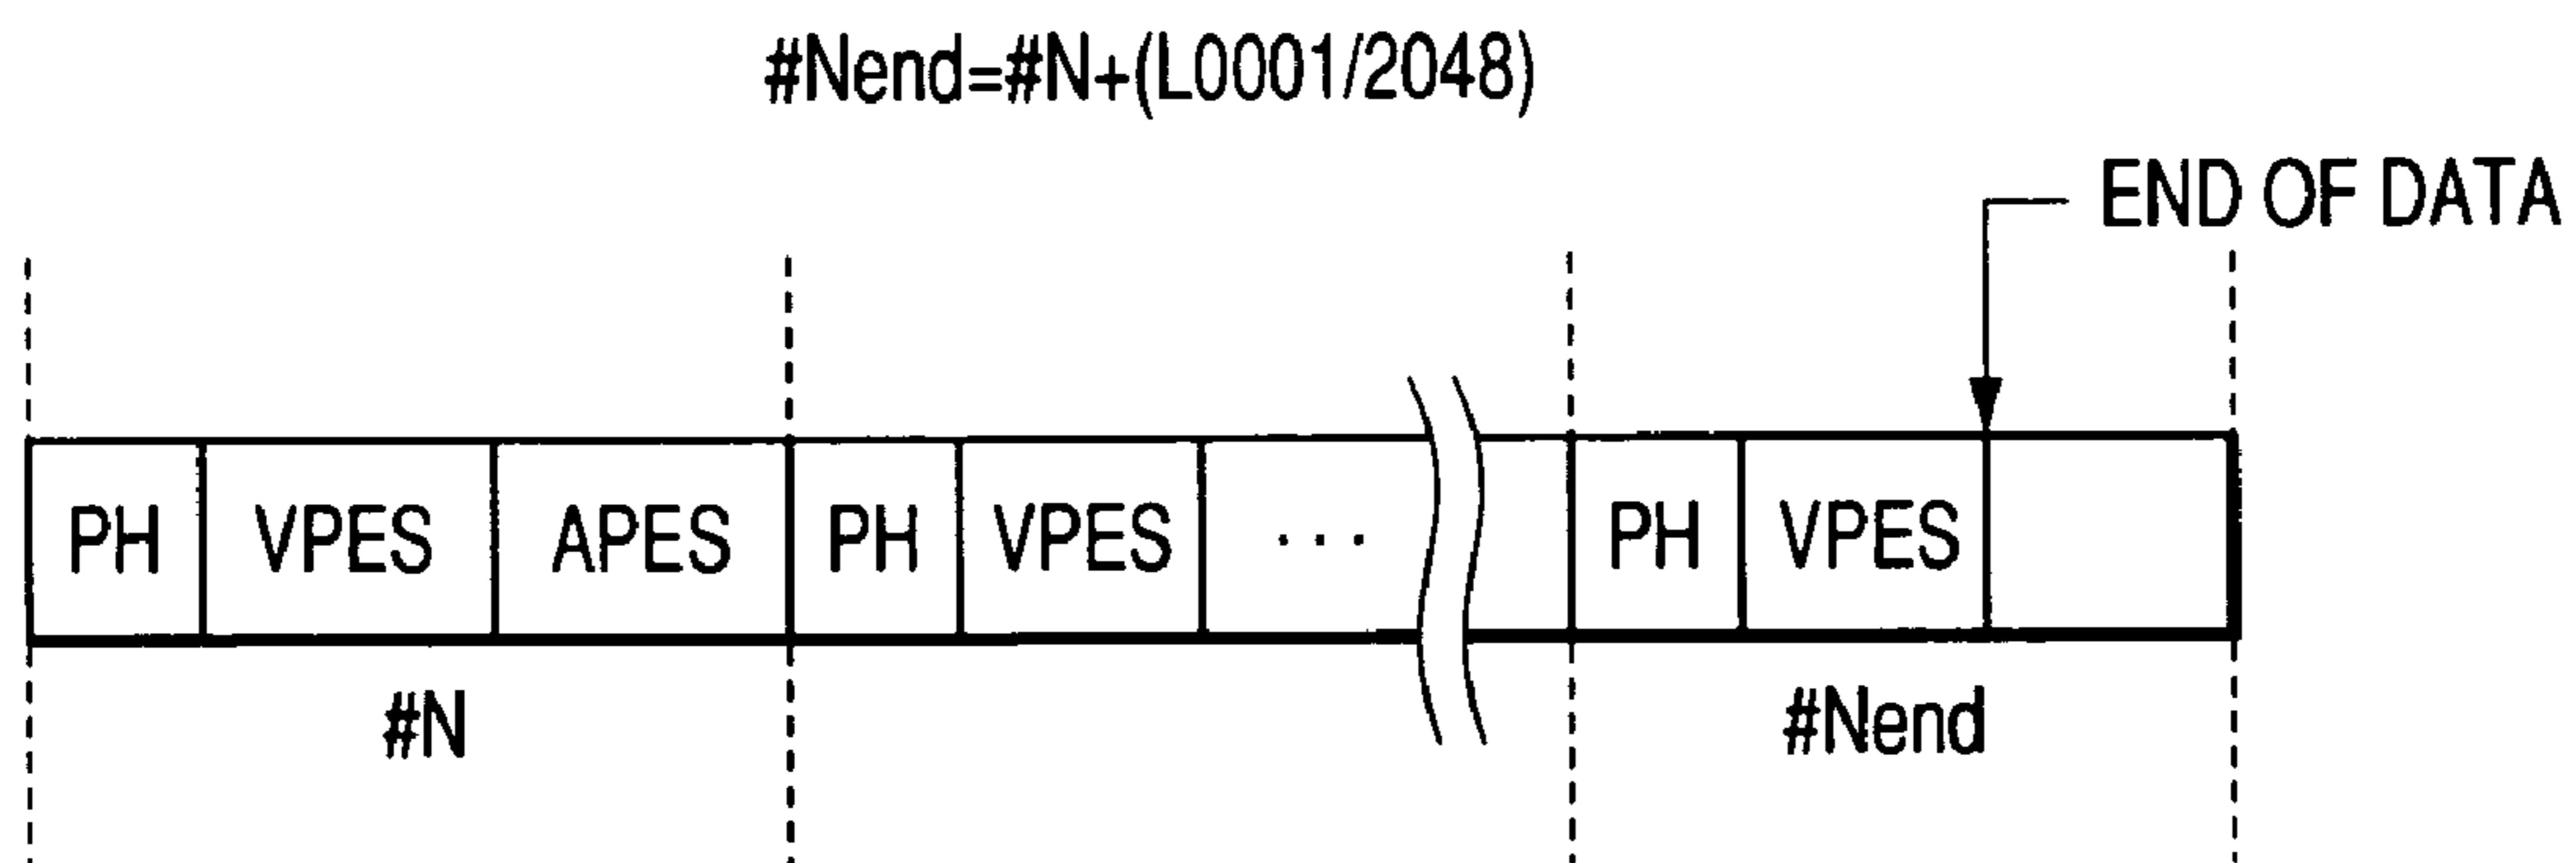 #Nend=#N+(L0001/2048)
END OF DATA
PH VPES APES PH VPES ... PH VPES
#N #Nend